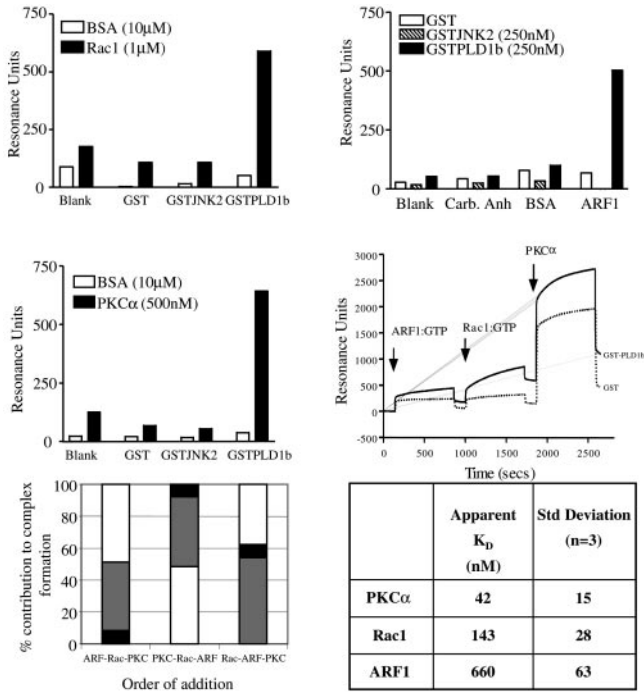 BSA (10μM)
Rac1 (1μM)
Resonance Units
750
500
250
0
Blank GST GSTJNK2 GSTPLD1b
GST
GSTJNK2 (250nM)
GSTPLD1b (250nM)
Resonance Units
750
500
250
0
Blank Carb. Anh BSA ARF1
BSA (10μM)
PKCα (500nM)
Resonance Units
750
500
250
0
Blank GST GSTJNK2 GSTPLD1b
PKCα
ARF1:GTP
Rac1:GTP
GST-PLD1b
GST
Resonance Units
3000
2500
2000
1500
1000
500
0
-500
0 500 1000 1500 2000 2500
Time (secs)
% contribution to complex
formation
100
80
60
40
20
0
ARF-Rac-PKC PKC-Rac-ARF Rac-ARF-PKC
Order of addition
Apparent Std Deviation
KD (n=3)
(nM)
PKCα 42 15
Rac1 143 28
ARF1 660 63